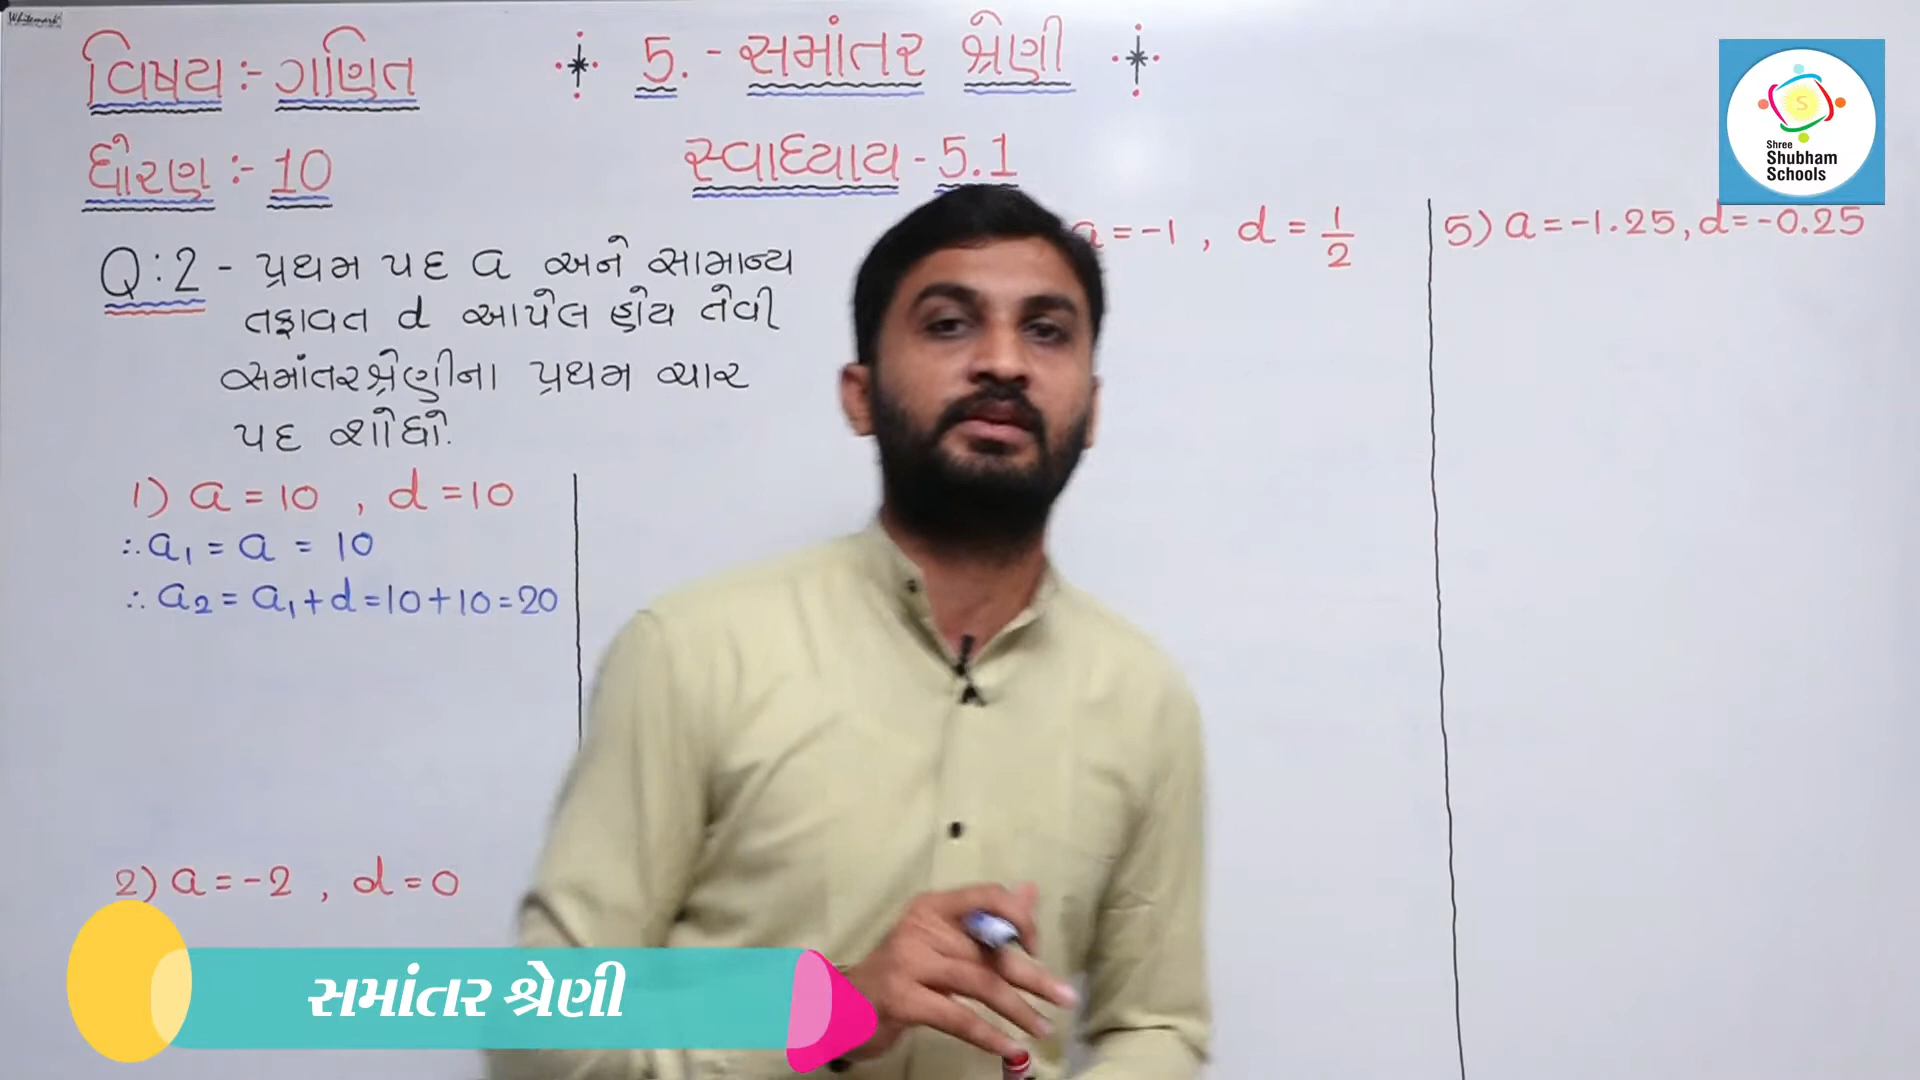 Whitemark
વિષય :- ગણિત
5. - સમાંતર શ્રેણી
ધોરણ :- 10
સ્વાધ્યાય - 5.1
Q:2 - પ્રથમ પદ a અને સામાન્ય
તફાવત d આપેલ હોય તેવી
સમાંતરશ્રેણીના પ્રથમ ચાર
પદ શોધો.
1) a = 10 , d = 10
∴ a₁ = a = 10
∴ a₂ = a₁ + d = 10 + 10 = 20
2) a = -2 , d = 0
a = -1 , d = 1/2
5) a = -1.25, d = -0.25
Shree
Shubham
Schools
S
સમાંતર શ્રેણી